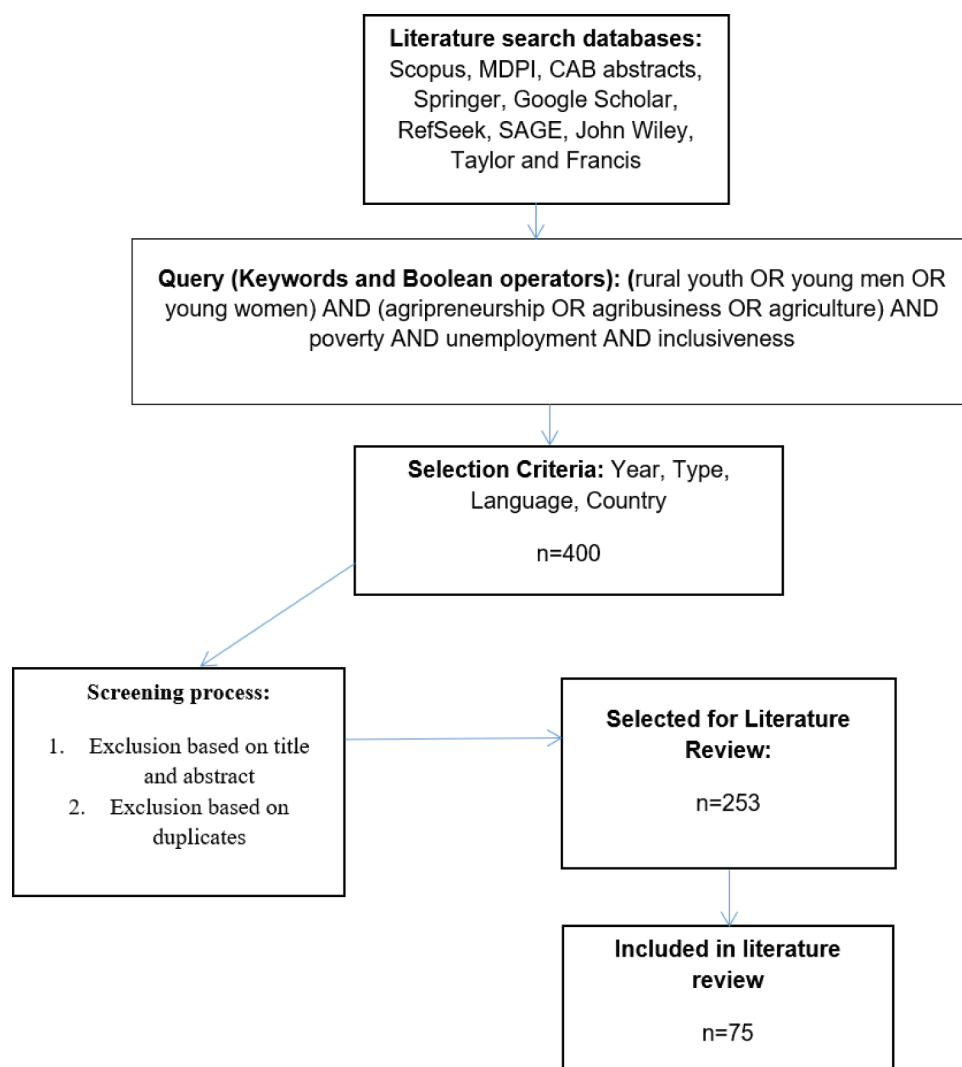 Literature search databases:
Scopus, MDPI, CAB abstracts,
Springer, Google Scholar,
RefSeek, SAGE, John Wiley,
Taylor and Francis
Query (Keywords and Boolean operators): (rural youth OR young men OR
young women) AND (agripreneurship OR agribusiness OR agriculture) AND
poverty AND unemployment AND inclusiveness
Selection Criteria: Year, Type,
Language, Country
n=400
Screening process:
1. Exclusion based on title
and abstract
2. Exclusion based on
duplicates
Selected for Literature
Review:
n=253
Included in literature
review
n=75